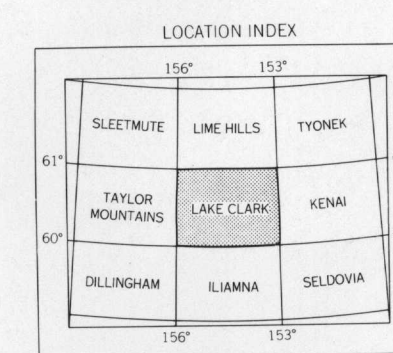 LOCATION INDEX
156° 153°
SLEETMUTE LIME HILLS TYONEK
61°
TAYLOR
MOUNTAINS LAKE CLARK KENAI
60°
DILLINGHAM ILIAMNA SELDOVIA
156° 153°